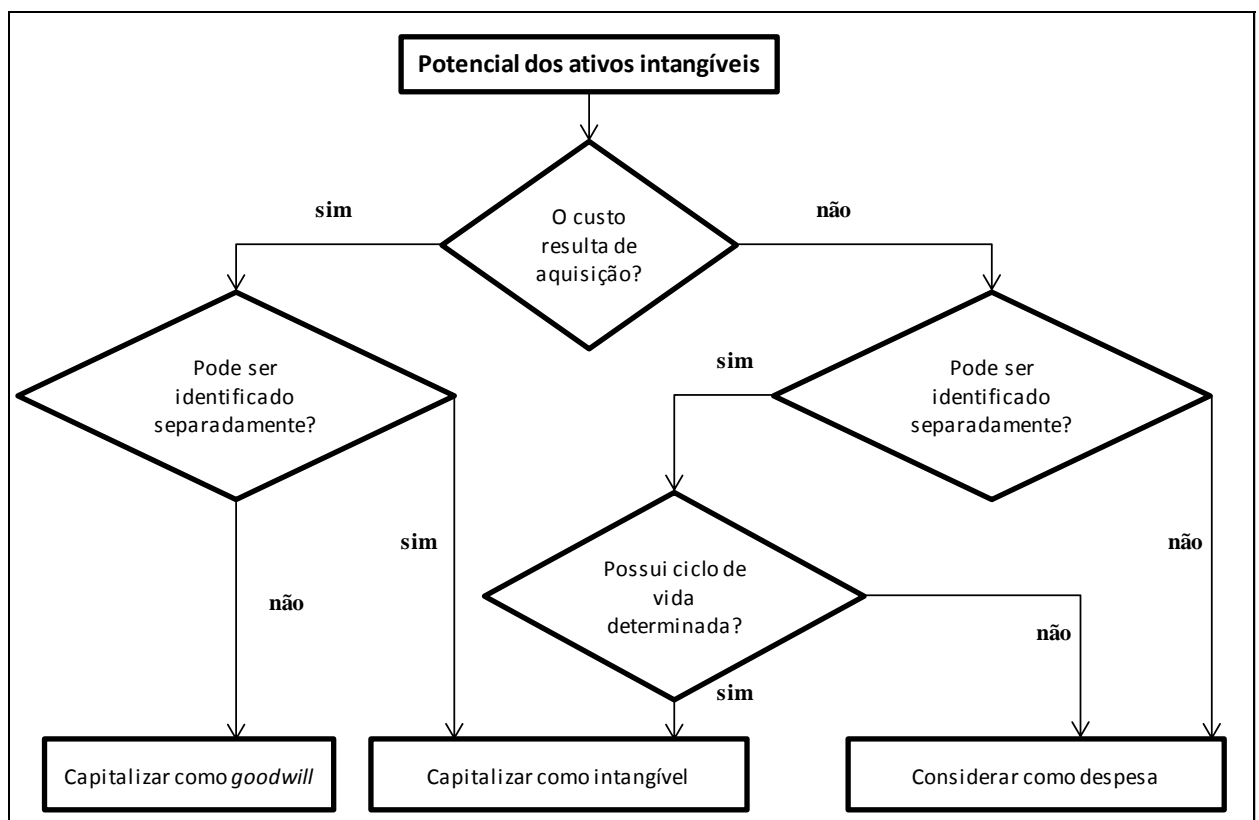 Potencial dos ativos intangíveis
sim
não
O custo
resulta de
aquisição?
Pode ser
identificado
separadamente?
sim
Pode ser
identificado
separadamente?
sim
não
não
Possui ciclo de
vida
determinada?
não
sim
Capitalizar como goodwill
Capitalizar como intangível
Considerar como despesa